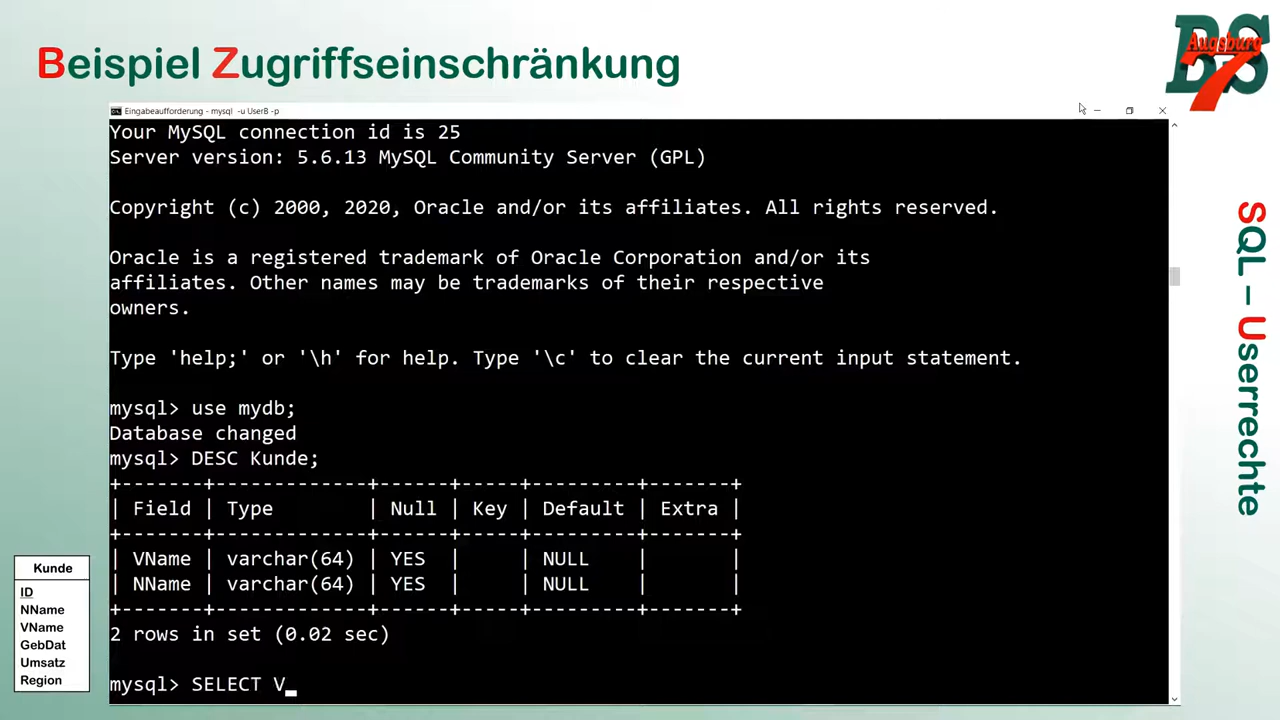 Beispiel Zugriffseinschränkung
BS
Augsburg
7
Eingabeaufforderung - mysql -u UserB -p
Your MySQL connection id is 25
Server version: 5.6.13 MySQL Community Server (GPL)
Copyright (c) 2000, 2020, Oracle and/or its affiliates. All rights reserved.
Oracle is a registered trademark of Oracle Corporation and/or its
affiliates. Other names may be trademarks of their respective
owners.
Type 'help;' or '\h' for help. Type '\c' to clear the current input statement.
mysql> use mydb;
Database changed
mysql> DESC Kunde;
+-------+-------------+------+-----+---------+-------+
| Field | Type        | Null | Key | Default | Extra |
+-------+-------------+------+-----+---------+-------+
| VName | varchar(64) | YES  |     | NULL    |       |
| NName | varchar(64) | YES  |     | NULL    |       |
+-------+-------------+------+-----+---------+-------+
2 rows in set (0.02 sec)
mysql> SELECT V_
Kunde
ID
NName
VName
GebDat
Umsatz
Region
SQL – Userrechte